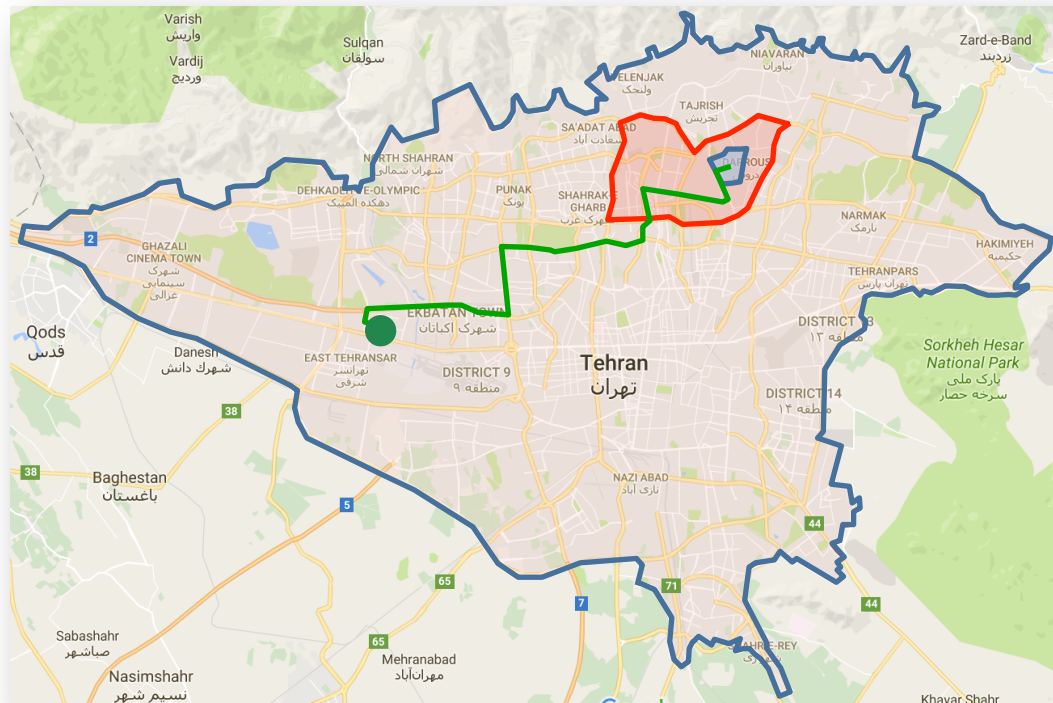 Varish
واریش
Vardij
وردیج
Sulqan
سولقان
Zard-e-Band
زردبند
NIAVARAN
نیاوران
ELENJAK
ولنجک
TAJRISH
تجریش
SA'ADAT ABAD
سعادت آباد
NORTH SHAHRAN
شهران شمالی
DARROUS
DEHKADEH-YE-OLYMPIC
دهکده المپیک
PUNAK
پونک
SHAHRAK-E
GHARB
شهرک غرب
NARMAK
نارمک
2
GHAZALI
CINEMA TOWN
شهرک
سینمایی
غزالی
HAKIMIYEH
حکیمیه
TEHRANPARS
تهران پارس
EKBATAN TOWN
شهرک اکباتان
Qods
قدس
Danesh
شهرک دانش
EAST TEHRANSAR
تهرانسر
شرقی
DISTRICT 9
منطقه ۹
Tehran
تهران
DISTRICT 13
منطقه ۱۳
Sorkheh Hesar
National Park
پارک ملی
سرخه حصار
DISTRICT 14
منطقه ۱۴
38
38
Baghestan
باغستان
NAZI ABAD
نازی آباد
5
44
65
71
7
44
65
Sabashahr
صباشهر
Mehranabad
مهران‌آباد
Nasimshahr
نسیم شهر
Khavar Shahr